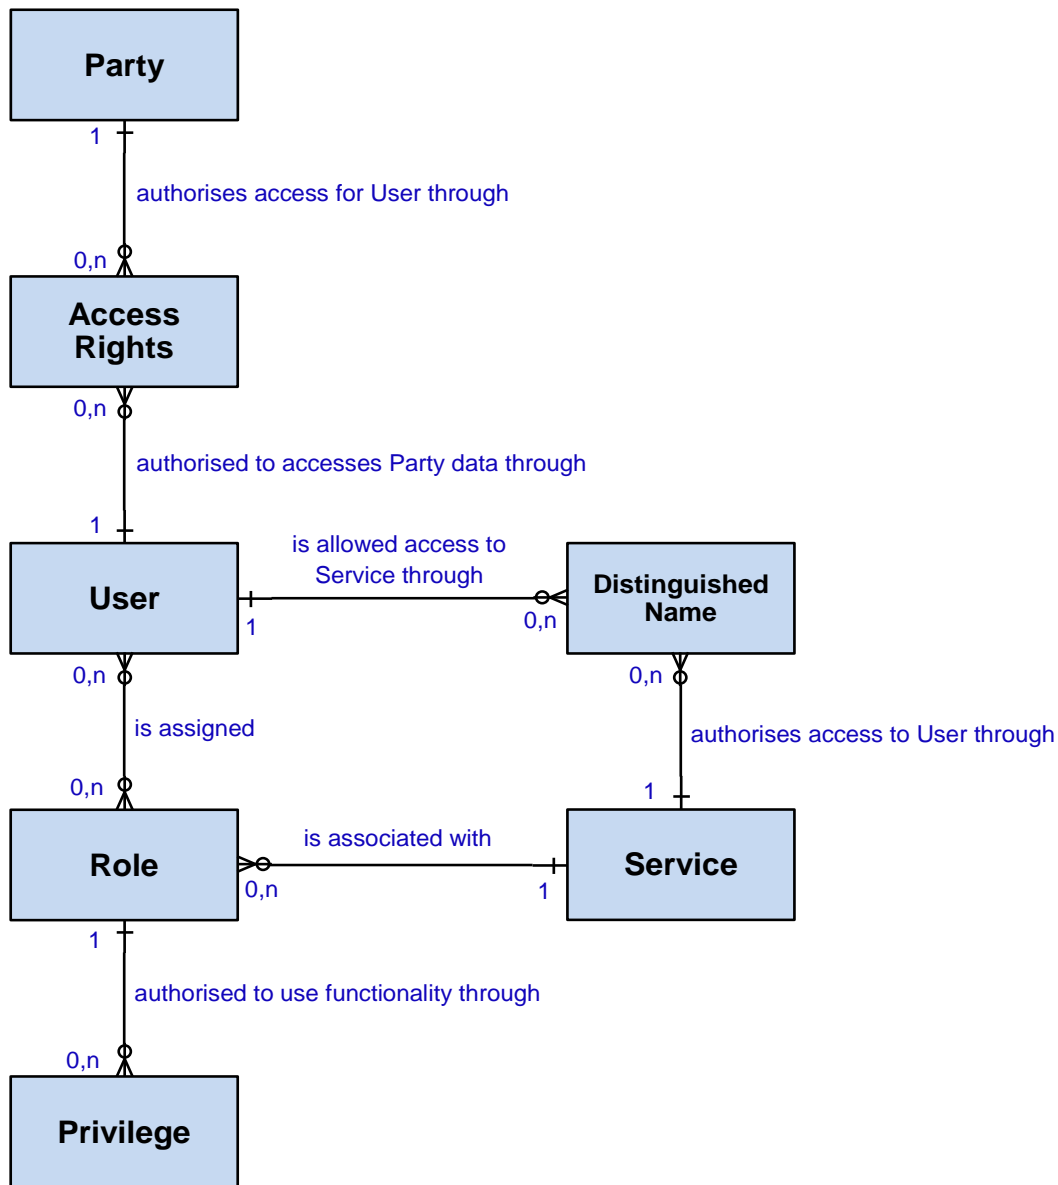 Party
1
authorises access for User through
0,n
Access
Rights
0,n
authorised to accesses Party data through
1
User
1
is allowed access to
Service through
0,n
Distinguished
Name
0,n
is assigned
0,n
0,n
authorises access to User through
1
Role
0,n
is associated with
1
Service
1
authorised to use functionality through
0,n
Privilege